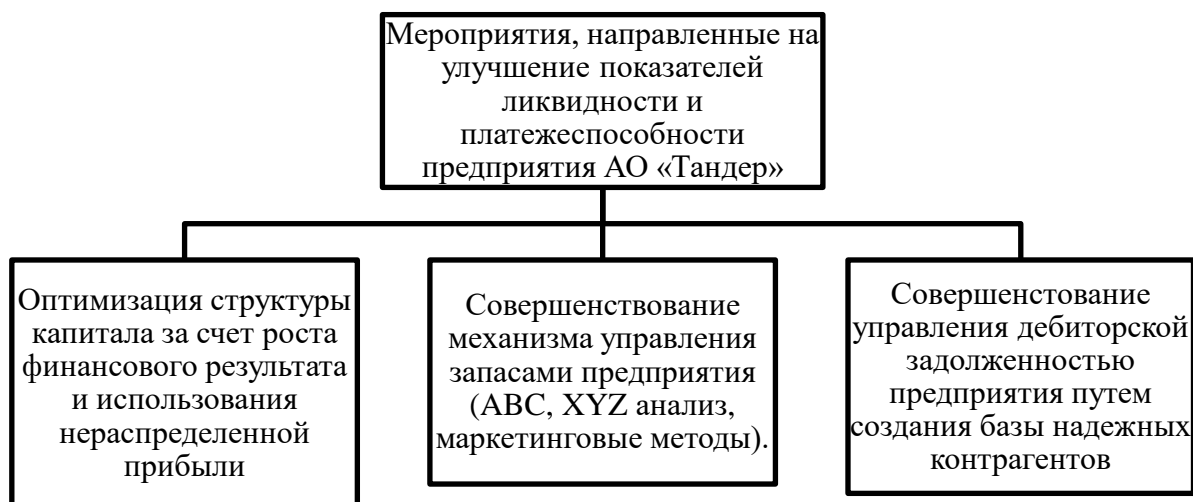 Мероприятия, направленные на
улучшение показателей
ликвидности и
платежеспособности
предприятия АО «Тандер»
Оптимизация структуры
капитала за счет роста
финансового результата
и использования
нераспределенной
прибыли
Совершенствование
механизма управления
запасами предприятия
(ABC, XYZ анализ,
маркетинговые методы).
Совершенстование
управления дебиторской
задолженностью
предприятия путем
создания базы надежных
контрагентов